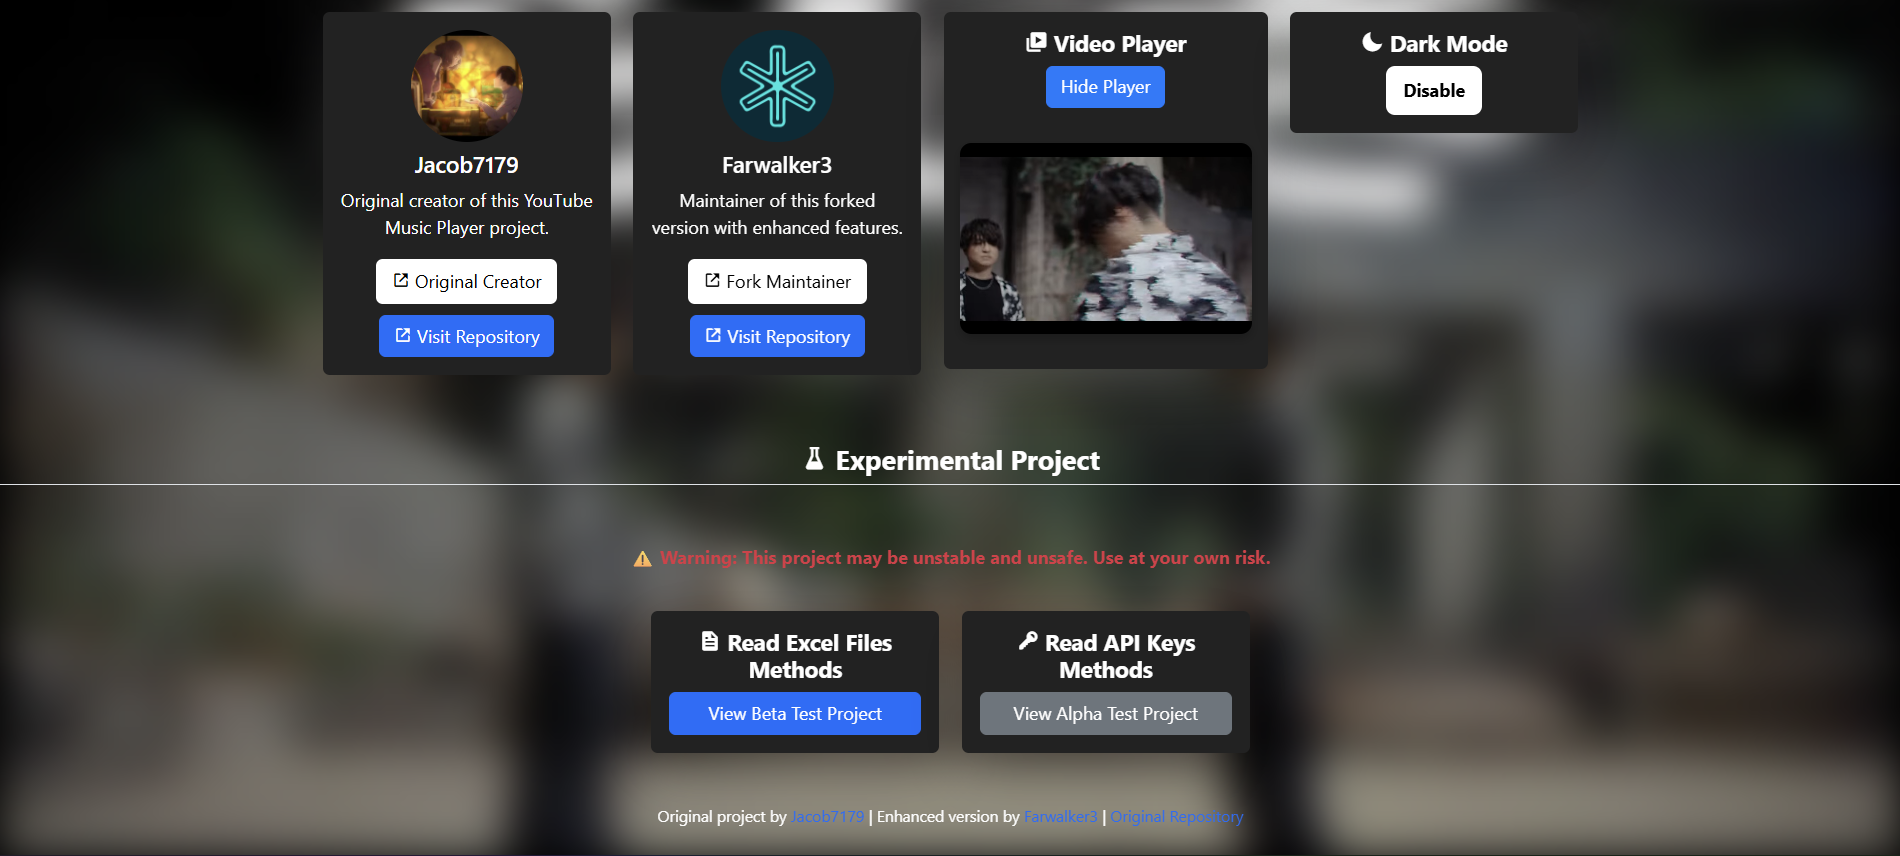 Jacob7179
Original creator of this YouTube
Music Player project.
Original Creator
Visit Repository
Farwalker3
Maintainer of this forked
version with enhanced features.
Fork Maintainer
Visit Repository
Video Player
Hide Player
Dark Mode
Disable
Experimental Project
Warning: This project may be unstable and unsafe. Use at your own risk.
Read Excel Files
Methods
View Beta Test Project
Read API Keys
Methods
View Alpha Test Project
Original project by Jacob7179 | Enhanced version by Farwalker3 | Original Repository